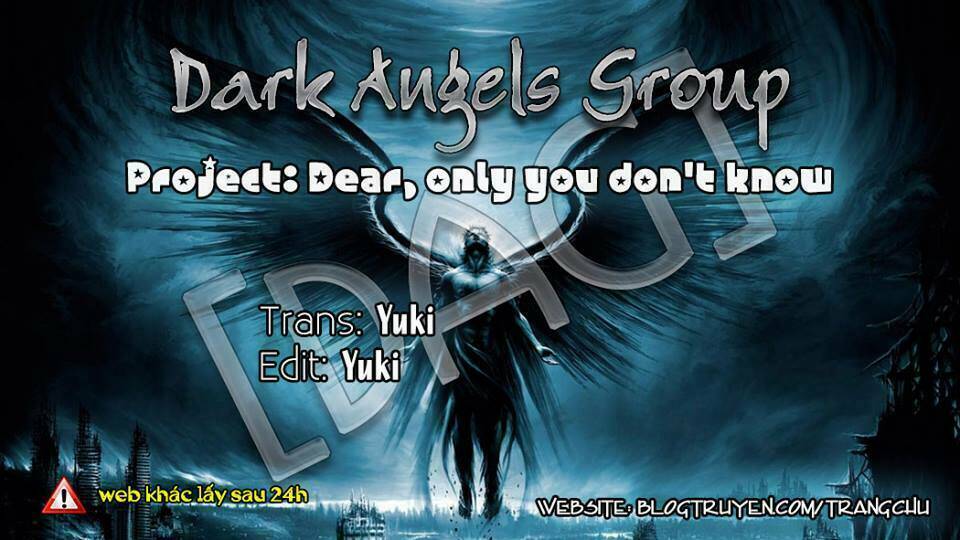 Dark Angels Group
Project: Dear, only you don't know
[DAG]
Trans: Yuki
Edit: Yuki
web khác lấy sau 24h
WEBSITE: BLOGTRUYEN.COM/TRANGCHU